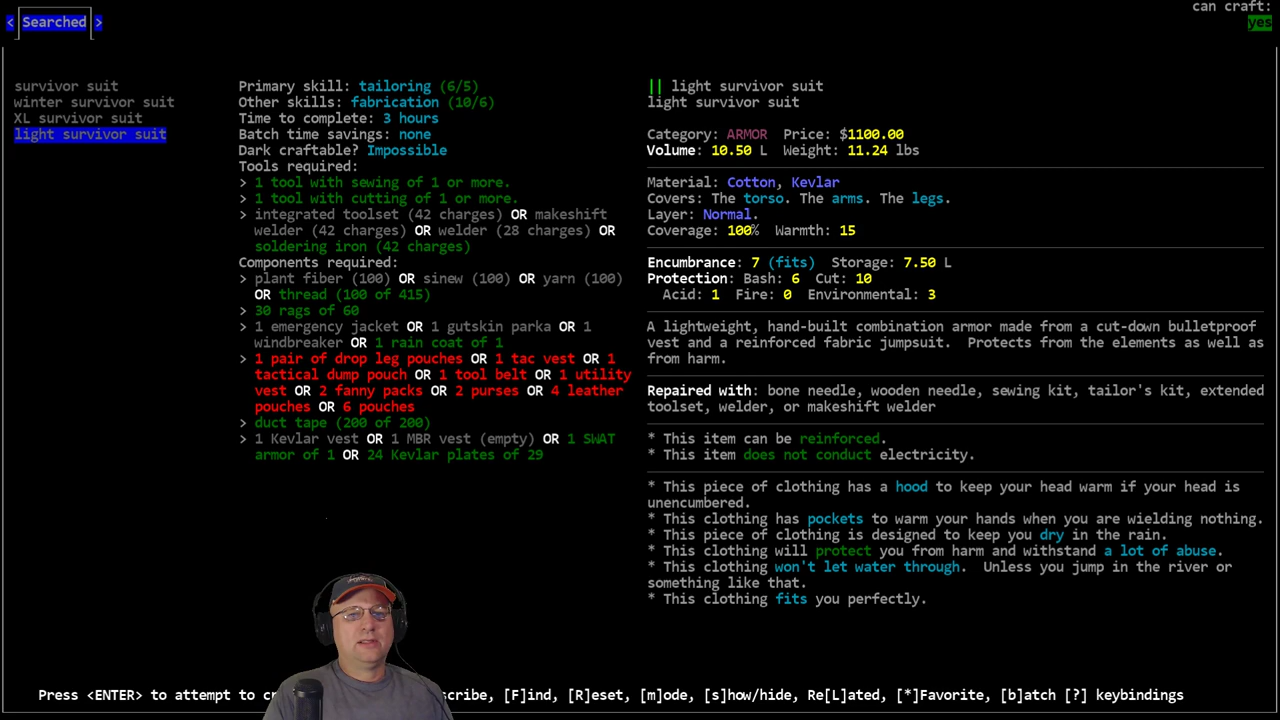 can craft:
< Searched >
yes
survivor suit
winter survivor suit
XL survivor suit
light survivor suit
Primary skill: tailoring (6/5)
Other skills: fabrication (10/6)
Time to complete: 3 hours
Batch time savings: none
Dark craftable? Impossible
Tools required:
> 1 tool with sewing of 1 or more.
> 1 tool with cutting of 1 or more.
> integrated toolset (42 charges) OR makeshift
welder (42 charges) OR welder (28 charges) OR
soldering iron (42 charges)
Components required:
> plant fiber (100) OR sinew (100) OR yarn (100)
OR thread (100 of 415)
> 30 rags of 60
> 1 emergency jacket OR 1 gutskin parka OR 1
windbreaker OR 1 rain coat of 1
> 1 pair of drop leg pouches OR 1 tac vest OR 1
tactical dump pouch OR 1 tool belt OR 1 utility
vest OR 2 fanny packs OR 2 purses OR 4 leather
pouches OR 6 pouches
> duct tape (200 of 200)
> 1 Kevlar vest OR 1 MBR vest (empty) OR 1 SWAT
armor of 1 OR 24 Kevlar plates of 29
|| light survivor suit
light survivor suit
Category: ARMOR Price: $1100.00
Volume: 10.50 L Weight: 11.24 lbs
Material: Cotton, Kevlar
Covers: The torso. The arms. The legs.
Layer: Normal.
Coverage: 100% Warmth: 15
Encumbrance: 7 (fits) Storage: 7.50 L
Protection: Bash: 6 Cut: 10
Acid: 1 Fire: 0 Environmental: 3
A lightweight, hand-built combination armor made from a cut-down bulletproof
vest and a reinforced fabric jumpsuit. Protects from the elements as well as
from harm.
Repaired with: bone needle, wooden needle, sewing kit, tailor's kit, extended
toolset, welder, or makeshift welder
* This item can be reinforced.
* This item does not conduct electricity.
* This piece of clothing has a hood to keep your head warm if your head is
unencumbered.
* This clothing has pockets to warm your hands when you are wielding nothing.
* This piece of clothing is designed to keep you dry in the rain.
* This clothing will protect you from harm and withstand a lot of abuse.
* This clothing won't let water through. Unless you jump in the river or
something like that.
* This clothing fits you perfectly.
Press <ENTER> to attempt to scribe, [F]ind, [R]eset, [m]ode, [s]how/hide, Re[L]ated, [*]Favorite, [b]atch [?] keybindings